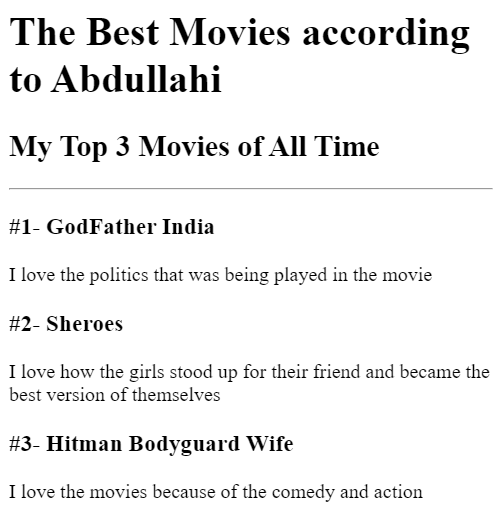 The Best Movies according
to Abdullahi
My Top 3 Movies of All Time
#1- GodFather India
I love the politics that was being played in the movie
#2- Sheroes
I love how the girls stood up for their friend and became the
best version of themselves
#3- Hitman Bodyguard Wife
I love the movies because of the comedy and action